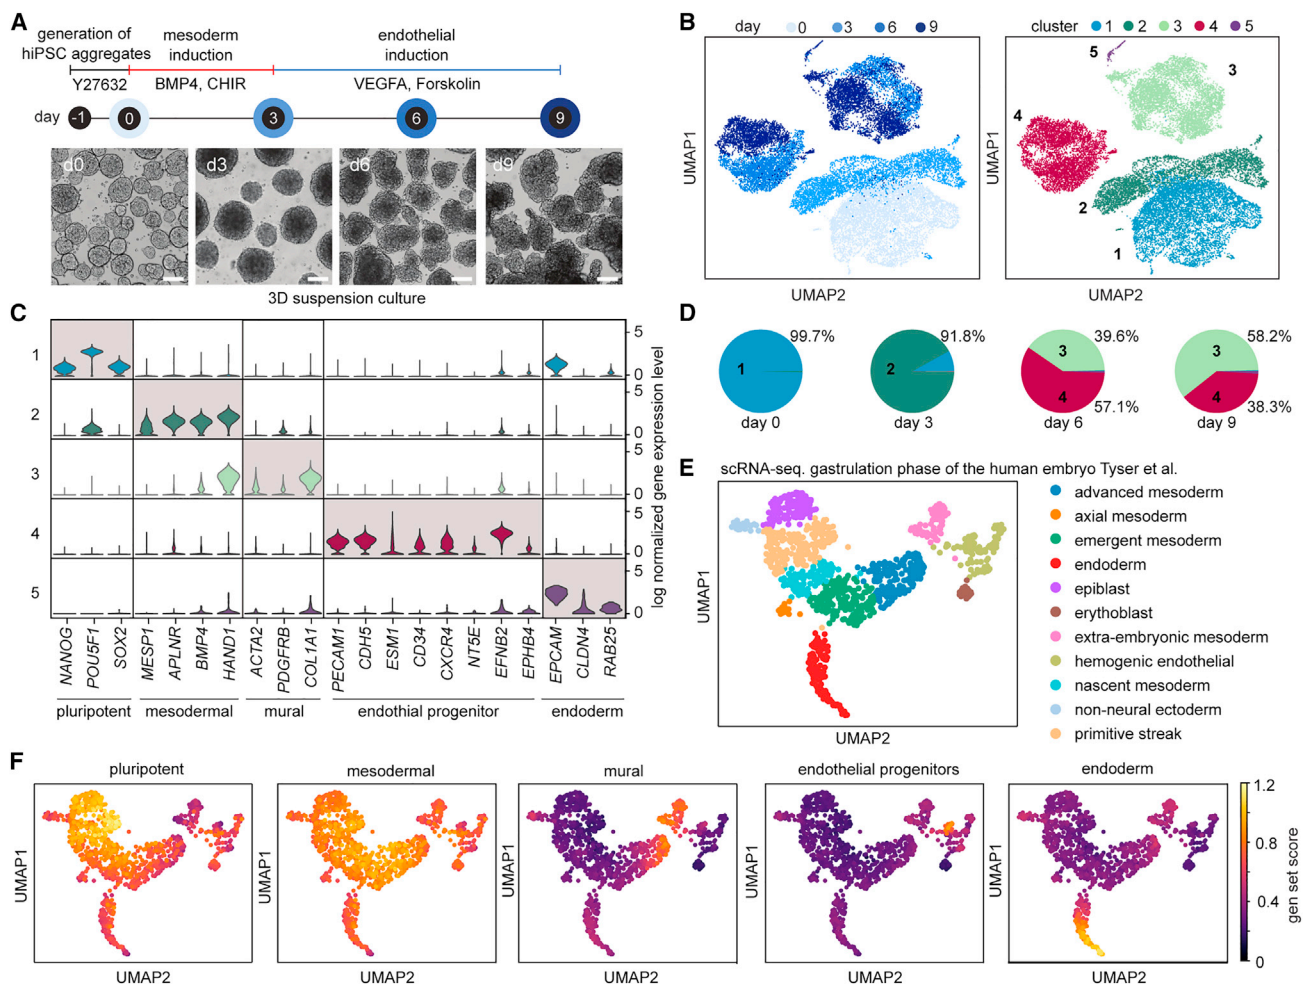 A
generation of
hiPSC aggregates
mesoderm
induction
endothelial
induction
Y27632
BMP4, CHIR
VEGFA, Forskolin
day
-1
0
3
6
9
d0
d3
d6
d9
3D suspension culture
B
day 0 3 6 9
UMAP1
UMAP2
cluster 1 2 3 4 5
5
3
4
2
1
UMAP1
UMAP2
C
1
2
3
4
5
5
0
5
0
5
0
5
0
5
0
log normalized gene expression level
NANOG
POU5F1
SOX2
MESP1
APLNR
BMP4
HAND1
ACTA2
PDGFRB
COL1A1
PECAM1
CDH5
ESM1
CD34
CXCR4
NT5E
EFNB2
EPHB4
EPCAM
CLDN4
RAB25
pluripotent
mesodermal
mural
endothial progenitor
endoderm
D
99.7%
1
day 0
91.8%
2
day 3
39.6%
3
4
57.1%
day 6
58.2%
3
4
38.3%
day 9
E
scRNA-seq. gastrulation phase of the human embryo Tyser et al.
UMAP1
UMAP2
advanced mesoderm
axial mesoderm
emergent mesoderm
endoderm
epiblast
erythoblast
extra-embryonic mesoderm
hemogenic endothelial
nascent mesoderm
non-neural ectoderm
primitive streak
F
pluripotent
UMAP1
UMAP2
mesodermal
UMAP1
UMAP2
mural
UMAP1
UMAP2
endothelial progenitors
UMAP1
UMAP2
endoderm
UMAP1
UMAP2
1.2
0.8
0.4
0
gen set score